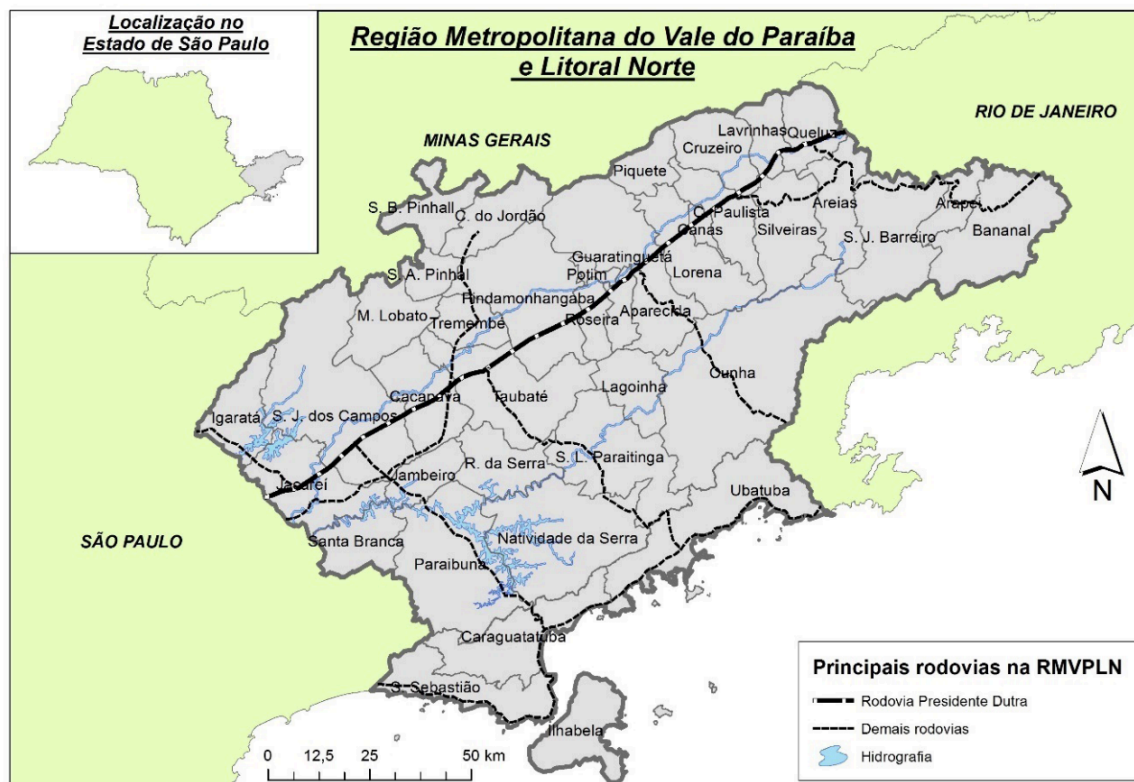 Localização no
Estado de São Paulo
Região Metropolitana do Vale do Paraíba
e Litoral Norte
MINAS GERAIS
RIO DE JANEIRO
Lavrinhas
Queluz
Cruzeiro
Piquete
S. B. Pinhall
C. do Jordão
C. Paulista
Areias
Arapeí
Canas
Silveiras
S. J. Barreiro
Bananal
Guaratinguetá
S. A. Pinhal
Potim
Lorena
Pindamonhangaba
M. Lobato
Tremembé
Roseira
Aparecida
Cunha
Lagoinha
Caçapava
Taubaté
Igaratá
S. J. dos Campos
S. L. Paraitinga
R. da Serra
Jambeiro
Jacareí
Ubatuba
N
SÃO PAULO
Santa Branca
Natividade da Serra
Paraibuna
Caraguatatuba
S. Sebastião
Ilhabela
0 12,5 25 50 km
Principais rodovias na RMVPLN
Rodovia Presidente Dutra
Demais rodovias
Hidrografia